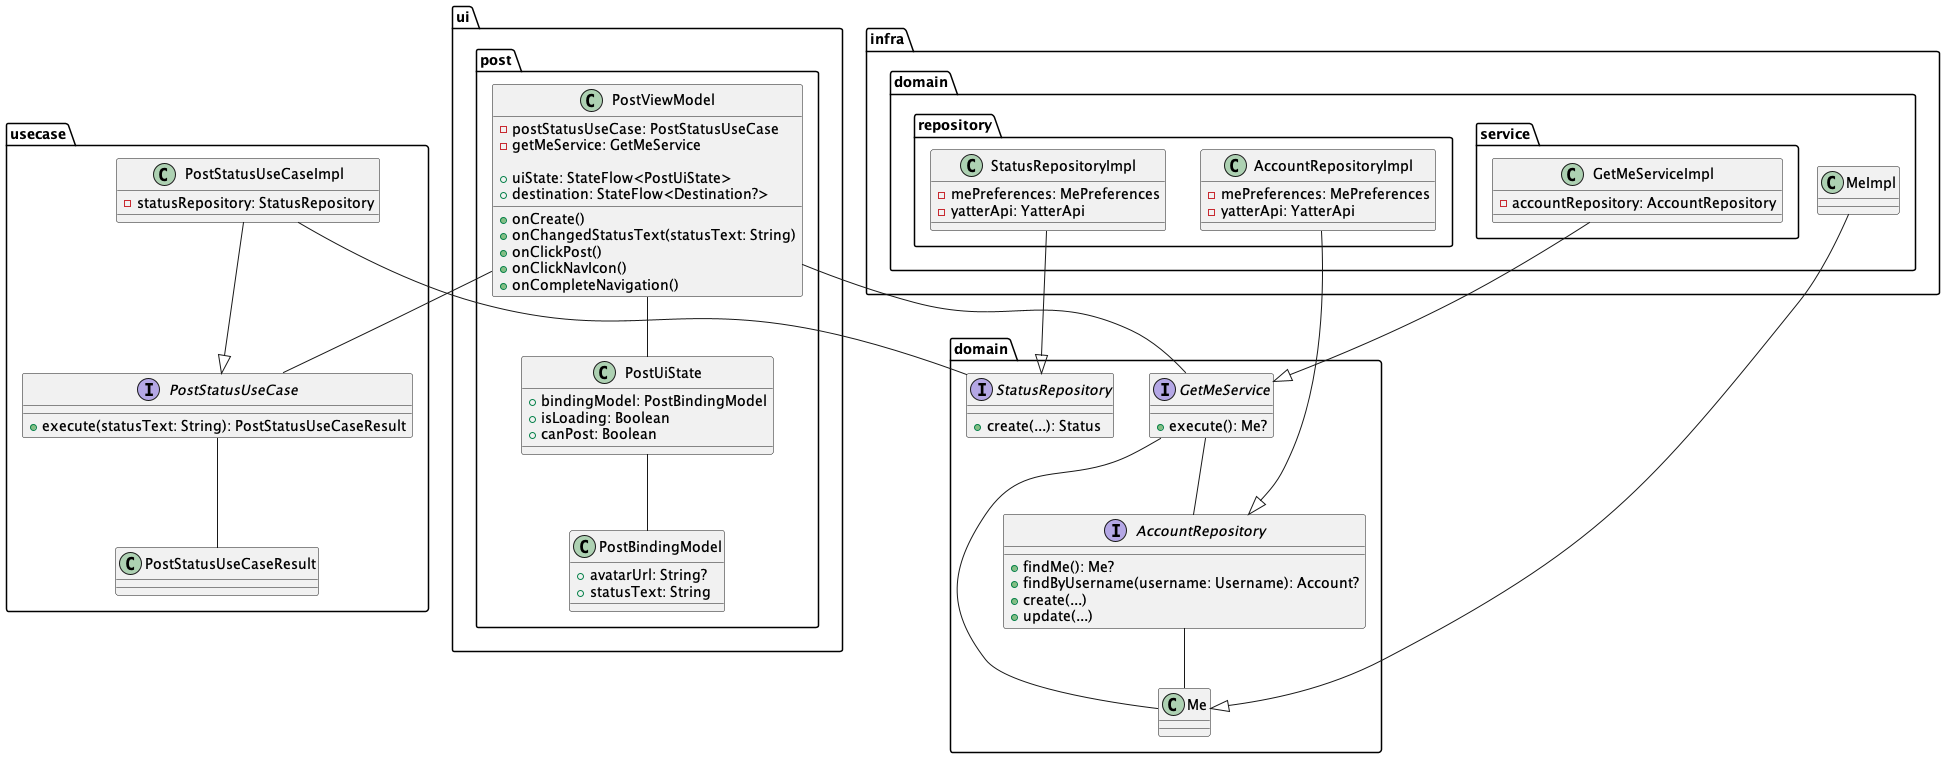 usecase
C PostStatusUseCaseImpl
statusRepository: StatusRepository
I PostStatusUseCase
execute(statusText: String): PostStatusUseCaseResult
C PostStatusUseCaseResult
ui
post
C PostViewModel
postStatusUseCase: PostStatusUseCase
getMeService: GetMeService
uiState: StateFlow<PostUiState>
destination: StateFlow<Destination?>
onCreate()
onChangedStatusText(statusText: String)
onClickPost()
onClickNavIcon()
onCompleteNavigation()
C PostUiState
bindingModel: PostBindingModel
isLoading: Boolean
canPost: Boolean
C PostBindingModel
avatarUrl: String?
statusText: String
infra
domain
repository
C StatusRepositoryImpl
mePreferences: MePreferences
yatterApi: YatterApi
C AccountRepositoryImpl
mePreferences: MePreferences
yatterApi: YatterApi
service
C GetMeServiceImpl
accountRepository: AccountRepository
C MeImpl
domain
I StatusRepository
create(...): Status
I GetMeService
execute(): Me?
I AccountRepository
findMe(): Me?
findByUsername(username: Username): Account?
create(...)
update(...)
C Me